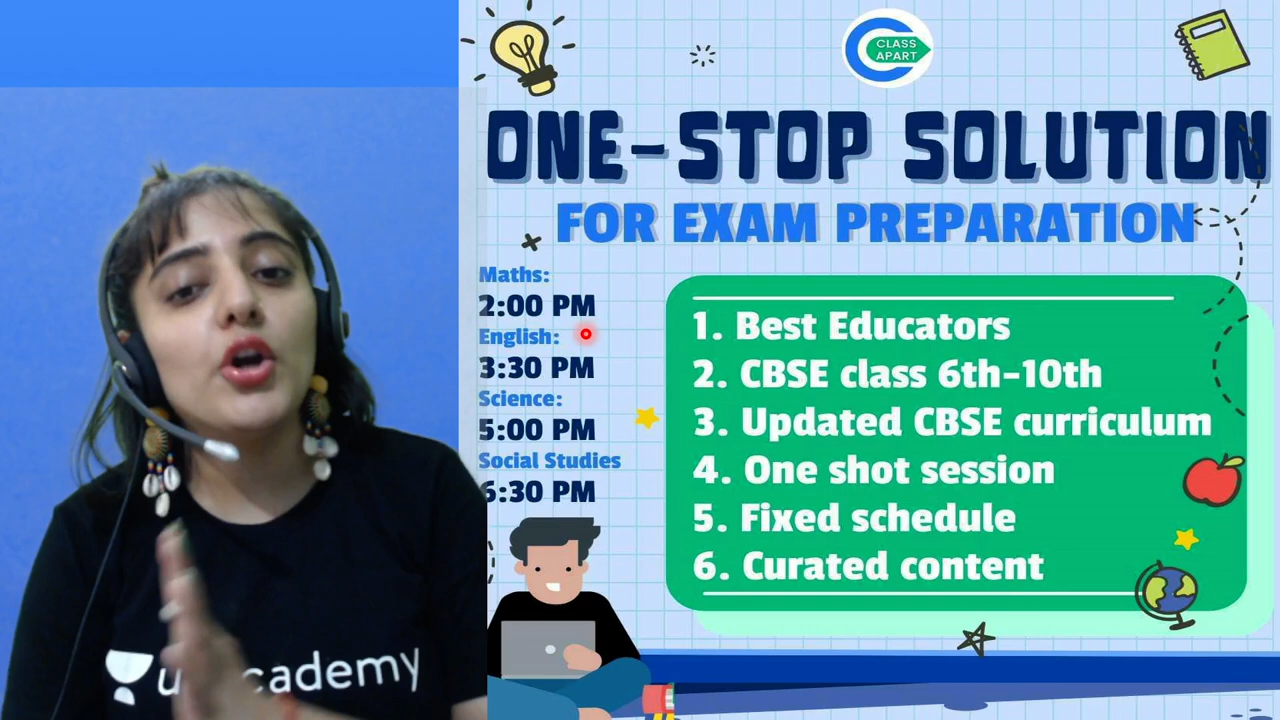 CLASS
APART
ONE-STOP SOLUTION
FOR EXAM PREPARATION
Maths:
2:00 PM
English:
3:30 PM
Science:
5:00 PM
Social Studies
6:30 PM
1. Best Educators
2. CBSE class 6th-10th
3. Updated CBSE curriculum
4. One shot session
5. Fixed schedule
6. Curated content